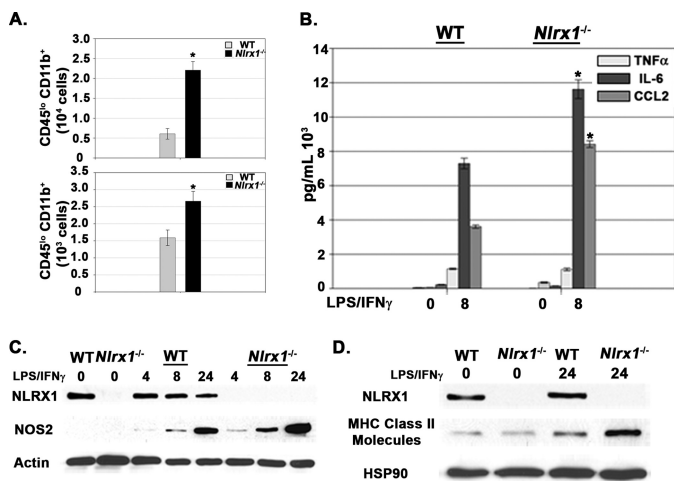 A.
WT
Nlrx1-/-
3.0
2.5
2.0
1.5
1.0
0.5
0
*
CD45lo CD11b+
(10⁴ cells)
WT
Nlrx1-/-
3.0
2.5
2.0
1.5
1.0
0.5
0
*
CD45lo CD11b+
(10³ cells)
B.
WT Nlrx1-/-
14
12
10
8
6
4
2
0
pg/mL 10³
TNFα
IL-6
CCL2
*
*
LPS/IFNγ 0 8 0 8
C.
WT Nlrx1-/- WT Nlrx1-/-
LPS/IFNγ 0 0 4 8 24 4 8 24
NLRX1
NOS2
Actin
D.
WT Nlrx1-/- WT Nlrx1-/-
LPS/IFNγ 0 0 24 24
NLRX1
MHC Class II
Molecules
HSP90